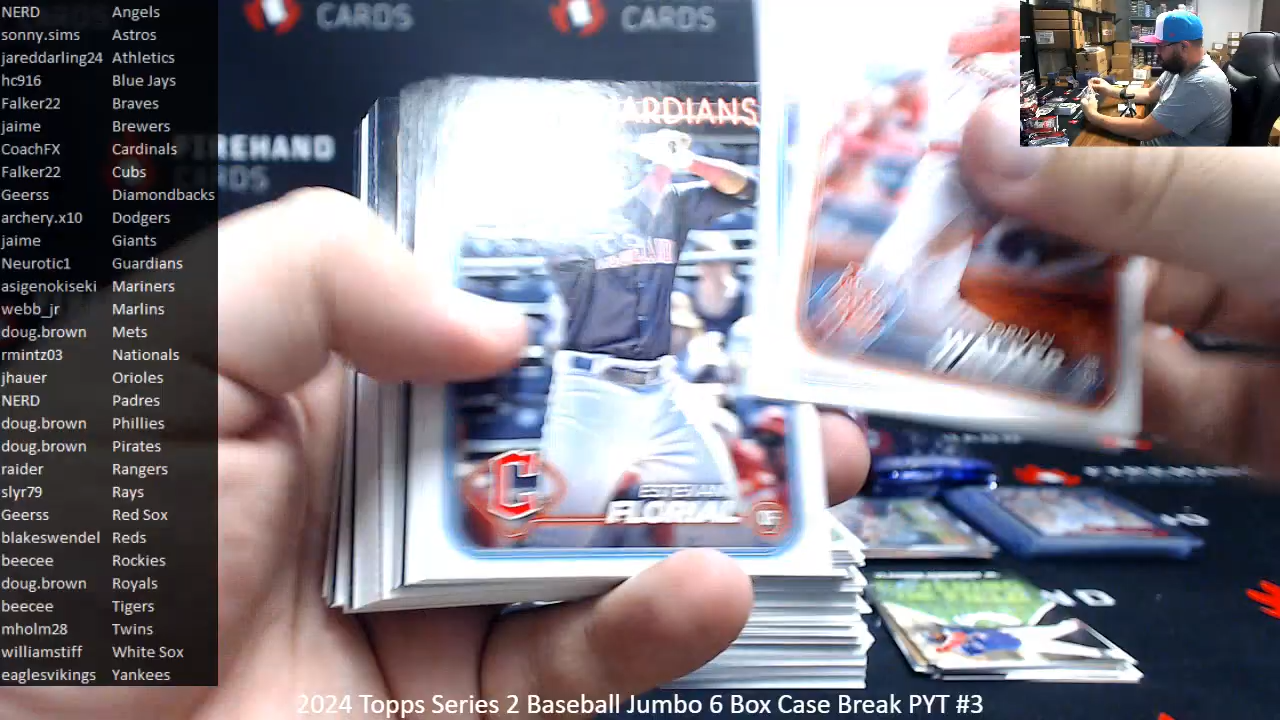 NERD Angels
sonny.sims Astros
jareddarling24 Athletics
hc916 Blue Jays
Falker22 Braves
jaime Brewers
CoachFX Cardinals
Falker22 Cubs
Geerss Diamondbacks
archery.x10 Dodgers
jaime Giants
Neurotic1 Guardians
asigenokiseki Mariners
webb_jr Marlins
doug.brown Mets
rmintz03 Nationals
jhauer Orioles
NERD Padres
doug.brown Phillies
doug.brown Pirates
raider Rangers
slyr79 Rays
Geerss Red Sox
blakeswendel Reds
beecee Rockies
doug.brown Royals
beecee Tigers
mholm28 Twins
williamstiff White Sox
eaglesvikings Yankees
CARDS
CARDS
FIREHAND
CARDS
ARDIANS
JORDAN
WALKER
C
FLORIAL
OF
2024 Topps Series 2 Baseball Jumbo 6 Box Case Break PYT #3